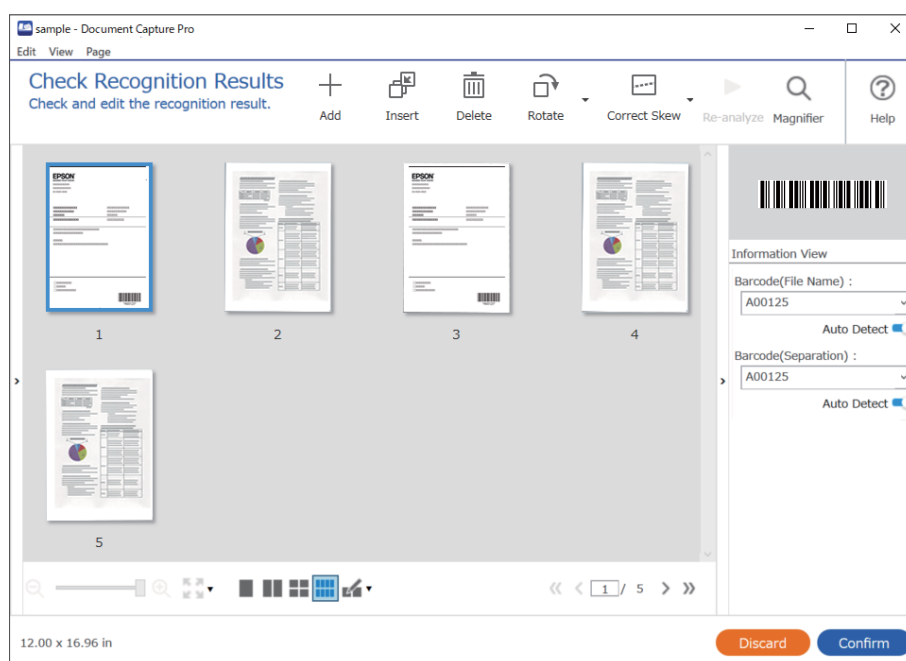 sample - Document Capture Pro
Edit View Page
Check Recognition Results
Check and edit the recognition result.
Add
Insert
Delete
Rotate
Correct Skew
Re-analyze
Magnifier
Help
EPSON
EPSON
1
2
3
4
5
Information View
Barcode(File Name) :
A00125
Auto Detect
Barcode(Separation) :
A00125
Auto Detect
1 / 5
12.00 x 16.96 in
Discard
Confirm